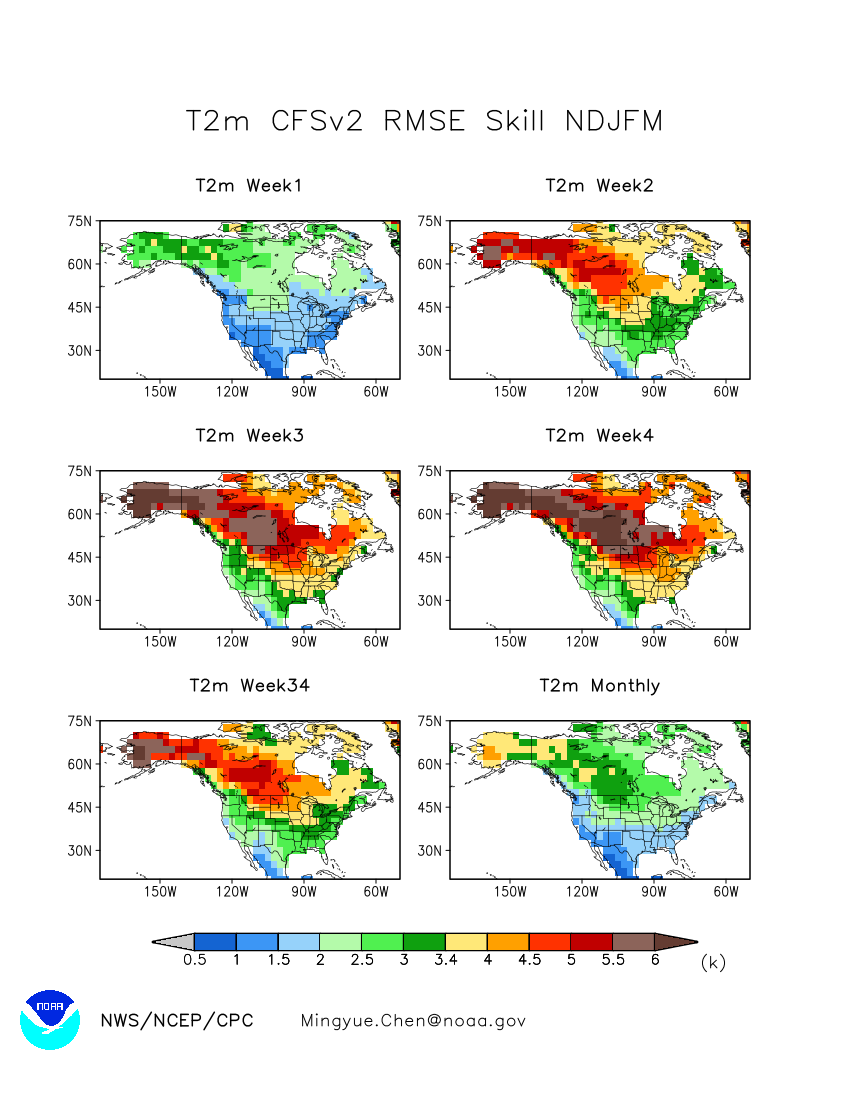 T2m CFSv2 RMSE Skill NDJFM
T2m Week1
T2m Week2
75N
60N
45N
30N
150W 120W 90W 60W
75N
60N
45N
30N
150W 120W 90W 60W
T2m Week3
T2m Week4
75N
60N
45N
30N
150W 120W 90W 60W
75N
60N
45N
30N
150W 120W 90W 60W
T2m Week34
T2m Monthly
75N
60N
45N
30N
150W 120W 90W 60W
75N
60N
45N
30N
150W 120W 90W 60W
0.5 1 1.5 2 2.5 3 3.4 4 4.5 5 5.5 6 (k)
NOAA
NWS/NCEP/CPC Mingyue.Chen@noaa.gov